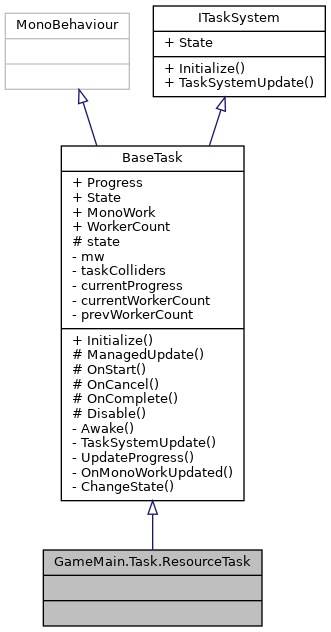 MonoBehaviour
ITaskSystem
+ State
+ Initialize()
+ TaskSystemUpdate()
BaseTask
+ Progress
+ State
+ MonoWork
+ WorkerCount
# state
- mw
- taskColliders
- currentProgress
- currentWorkerCount
- prevWorkerCount
+ Initialize()
# ManagedUpdate()
# OnStart()
# OnCancel()
# OnComplete()
# Disable()
- Awake()
- TaskSystemUpdate()
- UpdateProgress()
- OnMonoWorkUpdated()
- ChangeState()
GameMain.Task.ResourceTask